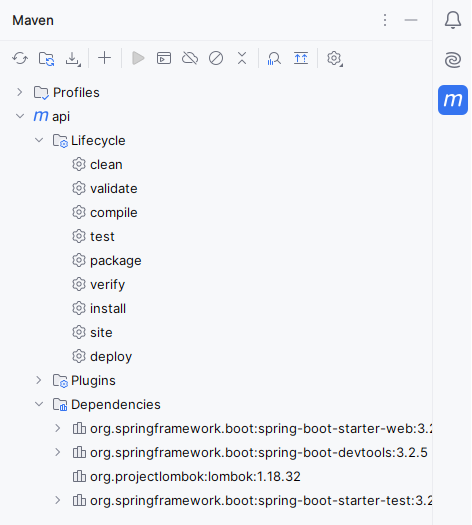 Maven
Profiles
m api
m
Lifecycle
clean
validate
compile
test
package
verify
install
site
deploy
Plugins
Dependencies
org.springframework.boot:spring-boot-starter-web:3.2
org.springframework.boot:spring-boot-devtools:3.2.5
org.projectlombok:lombok:1.18.32
org.springframework.boot:spring-boot-starter-test:3.2